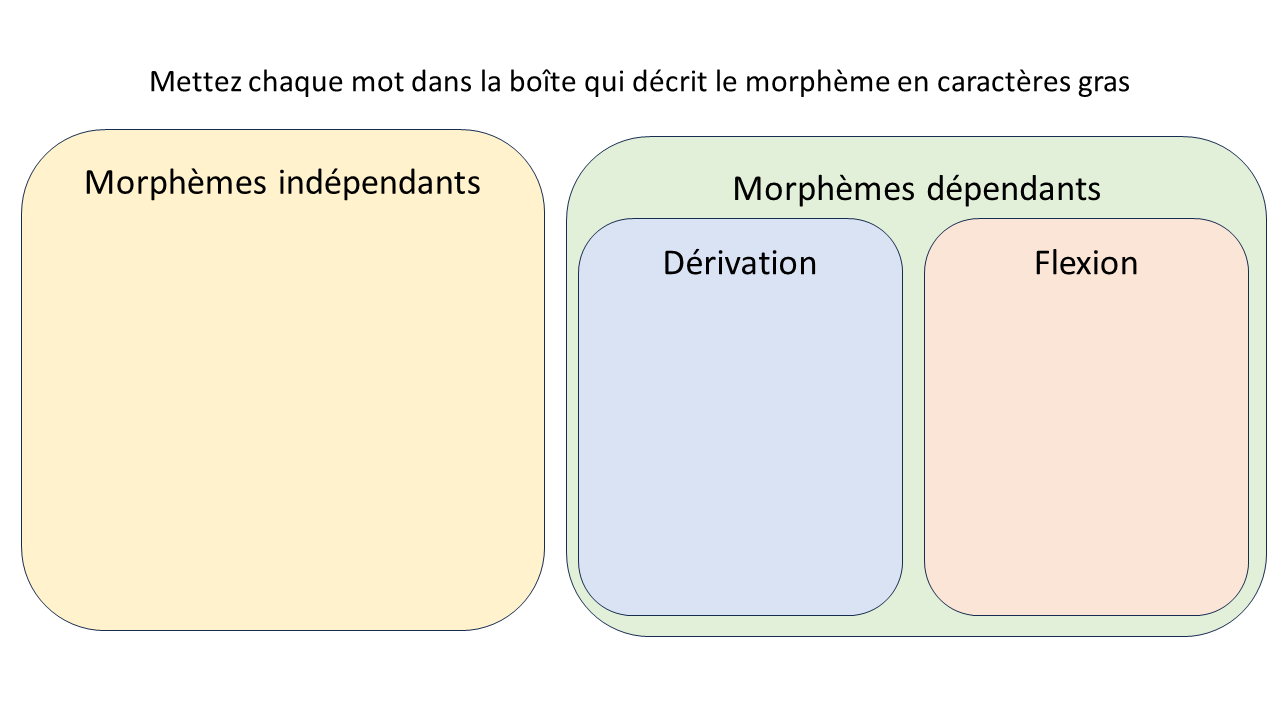 Mettez chaque mot dans la boîte qui décrit le morphème en caractères gras
Morphèmes indépendants
Morphèmes dépendants
Dérivation
Flexion